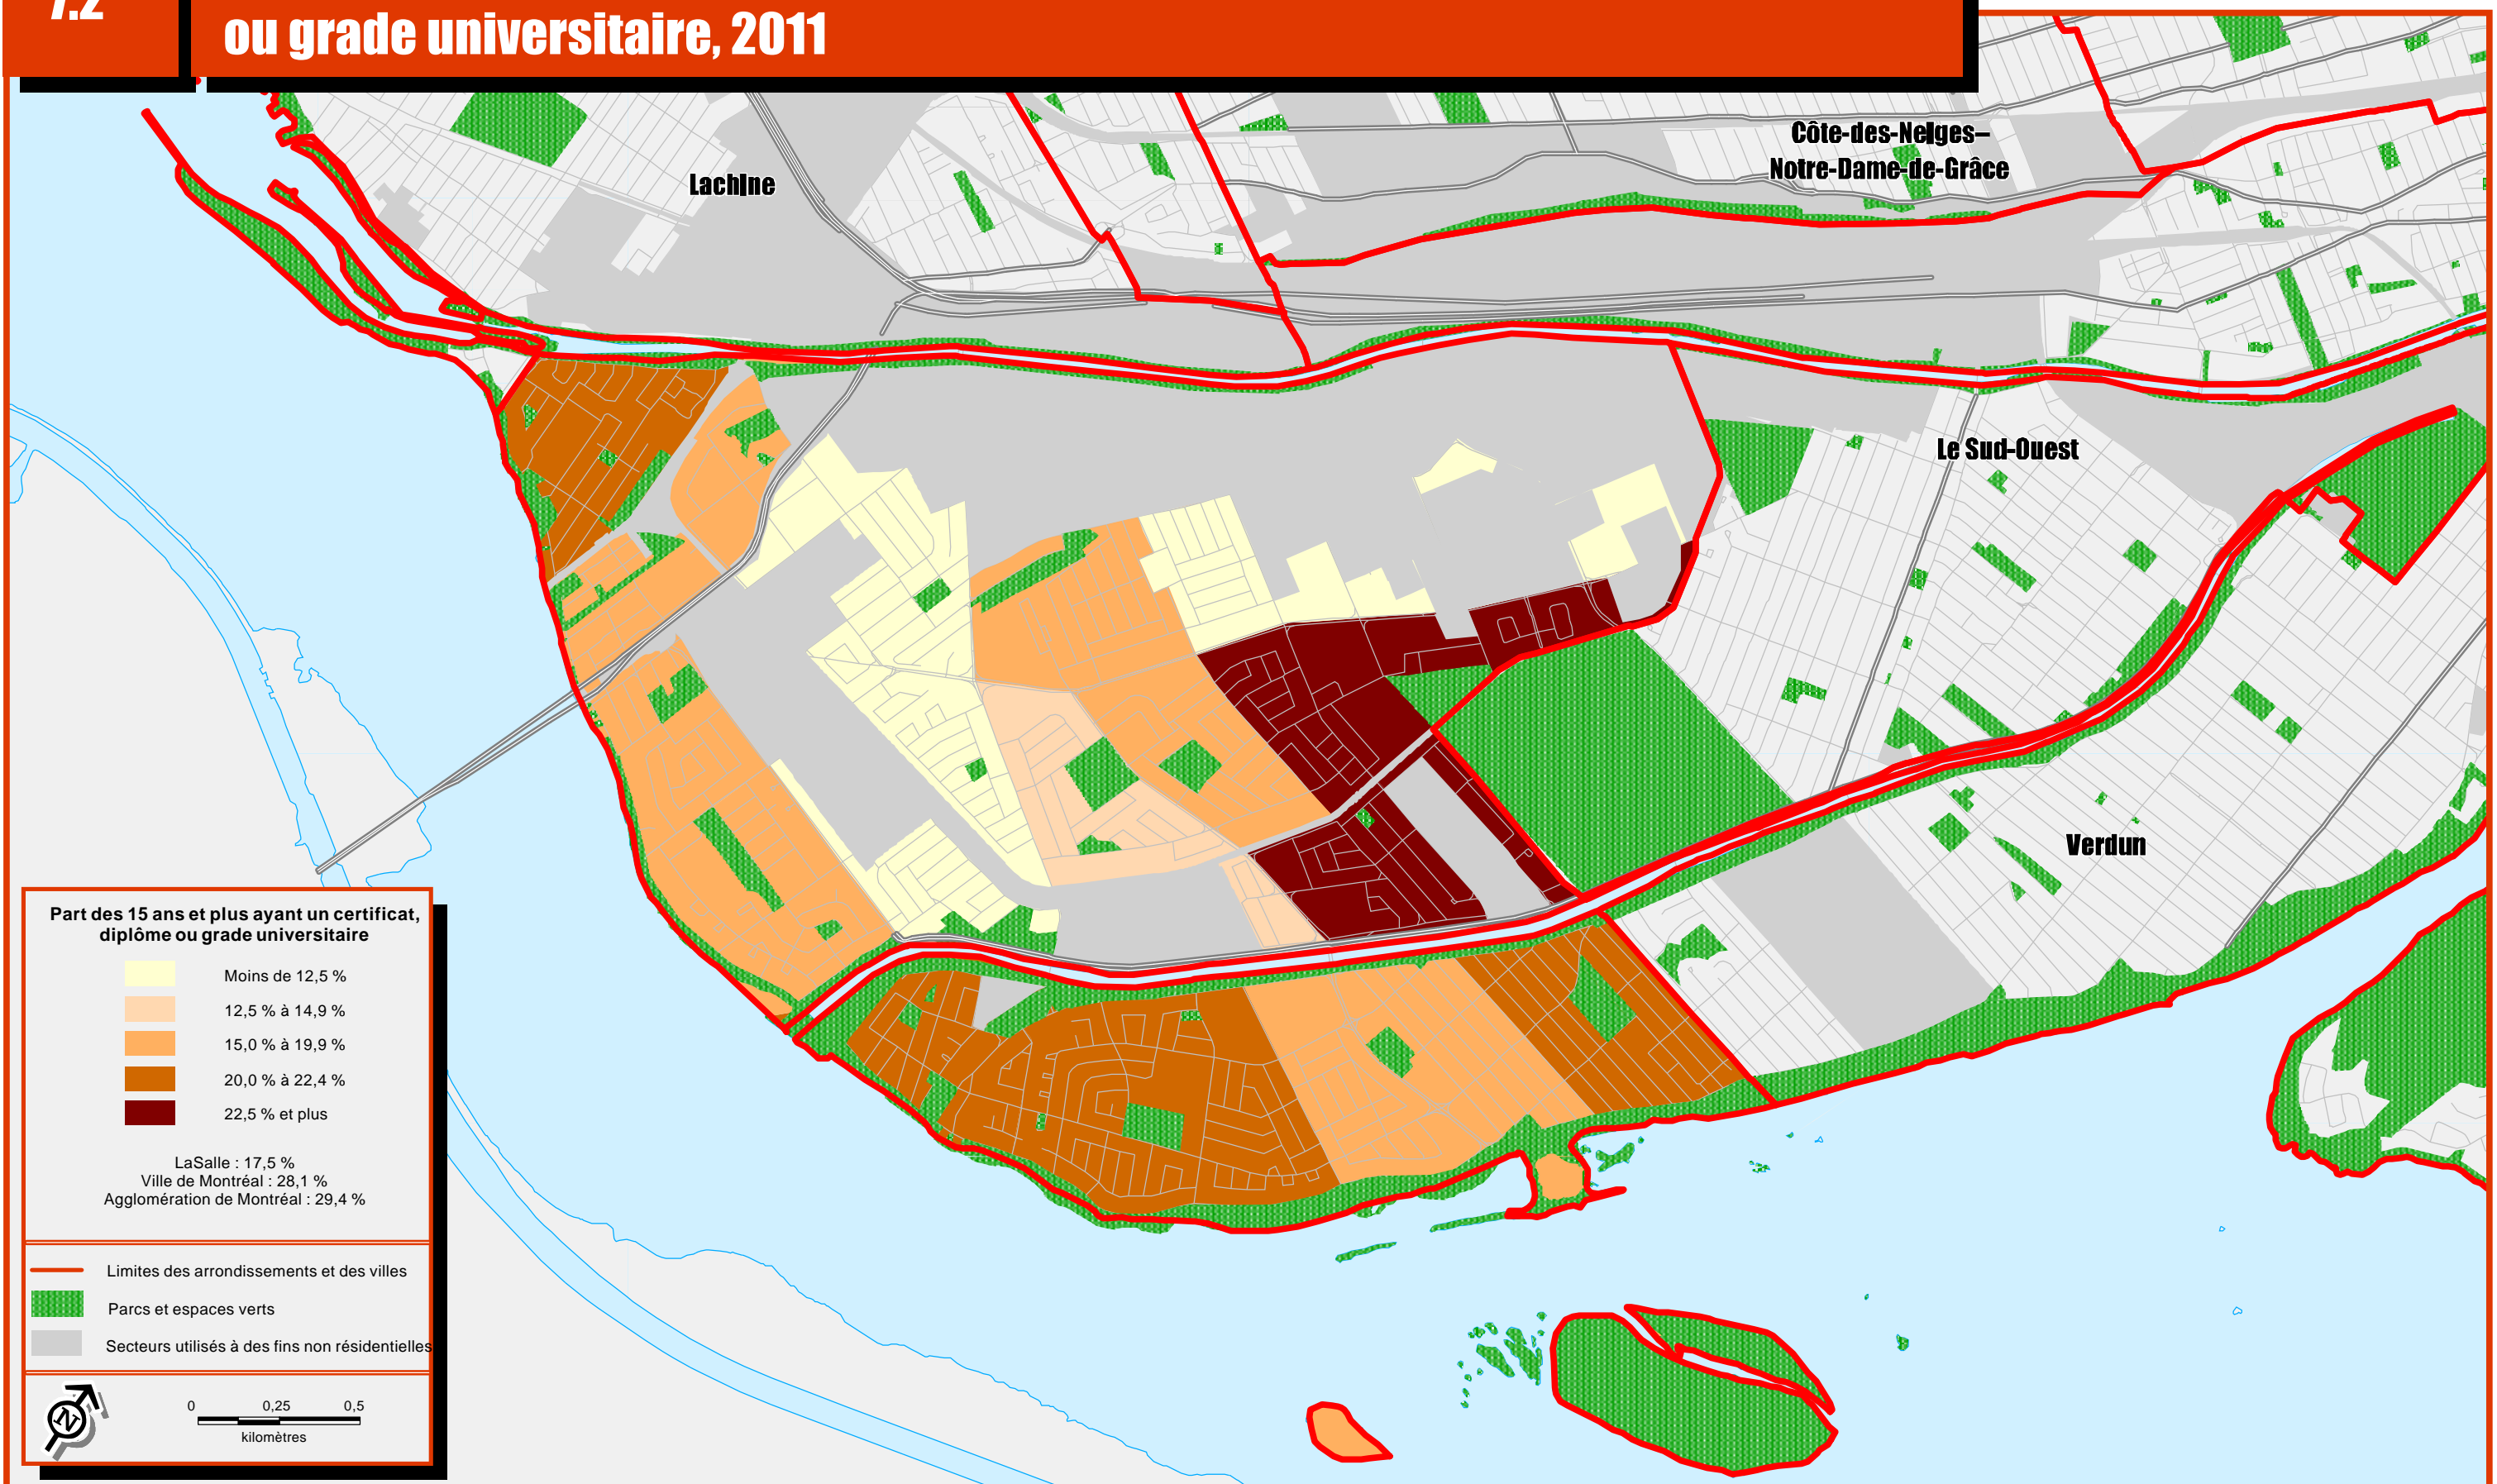 7.2
ou grade universitaire, 2011
Côte-des-Neiges–
Notre-Dame-de-Grâce
Lachine
Le Sud-Ouest
Verdun
Part des 15 ans et plus ayant un certificat,
diplôme ou grade universitaire
Moins de 12,5 %
12,5 % à 14,9 %
15,0 % à 19,9 %
20,0 % à 22,4 %
22,5 % et plus
LaSalle : 17,5 %
Ville de Montréal : 28,1 %
Agglomération de Montréal : 29,4 %
Limites des arrondissements et des villes
Parcs et espaces verts
Secteurs utilisés à des fins non résidentielles
N
0 0,25 0,5
kilomètres